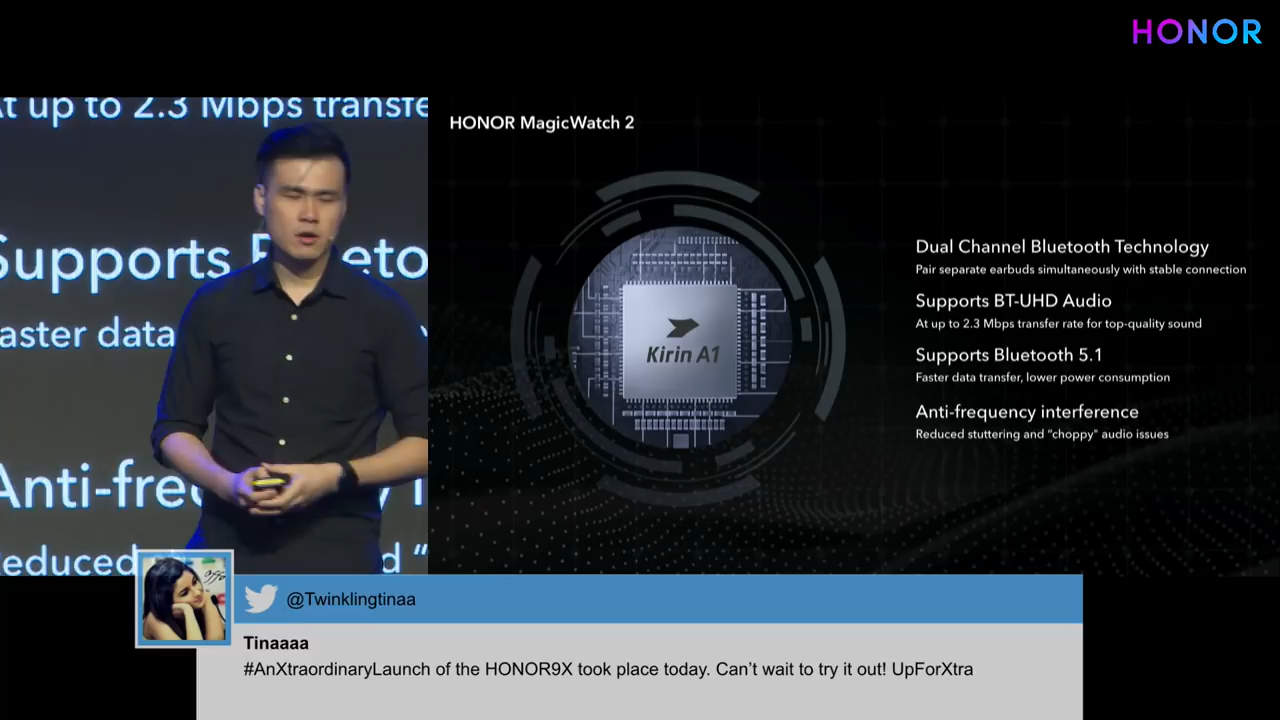 HONOR
At up to 2.3 Mbps transfe
Supports Blueto
aster data
Anti-fre
educed
d “
HONOR MagicWatch 2
Kirin A1
Dual Channel Bluetooth Technology
Pair separate earbuds simultaneously with stable connection
Supports BT-UHD Audio
At up to 2.3 Mbps transfer rate for top-quality sound
Supports Bluetooth 5.1
Faster data transfer, lower power consumption
Anti-frequency interference
Reduced stuttering and “choppy” audio issues
@Twinklingtinaa
Tinaaaa
#AnXtraordinaryLaunch of the HONOR9X took place today. Can’t wait to try it out! UpForXtra